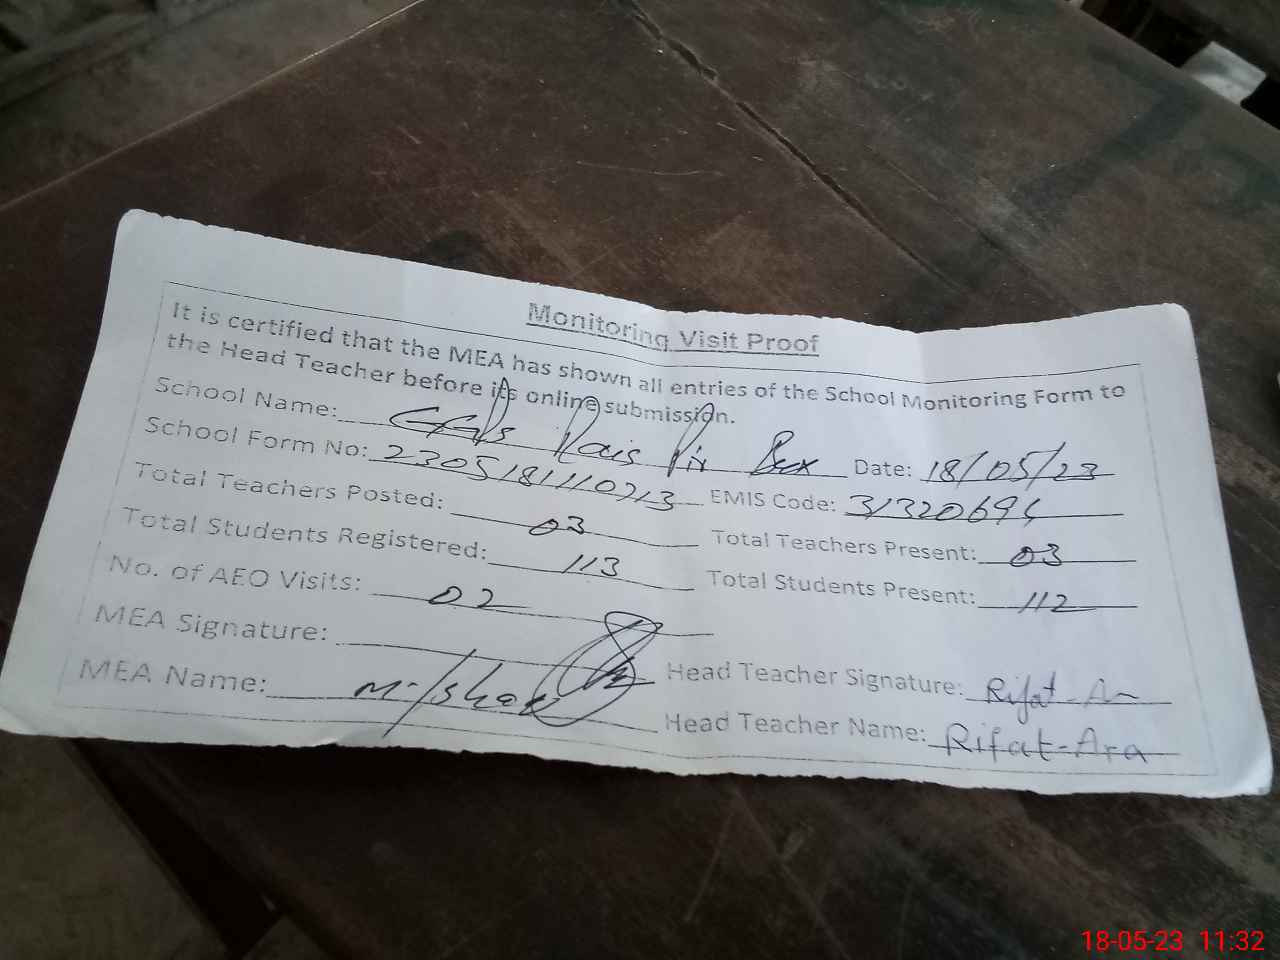 Monitoring Visit Proof
It is certified that the MEA has shown all entries of the School Monitoring Form to
the Head Teacher before its online submission.
School Name: GGPS Rais Pir Bux Date: 18/05/23
School Form No: 2305181110713 EMIS Code: 31320694
Total Teachers Posted: 03 Total Teachers Present: 03
Total Students Registered: 113 Total Students Present: 112
No. of AEO Visits: 02
MEA Signature: Head Teacher Signature: Rifat-A
MEA Name: Head Teacher Name: Rifat-Ara
18-05-23 11:32